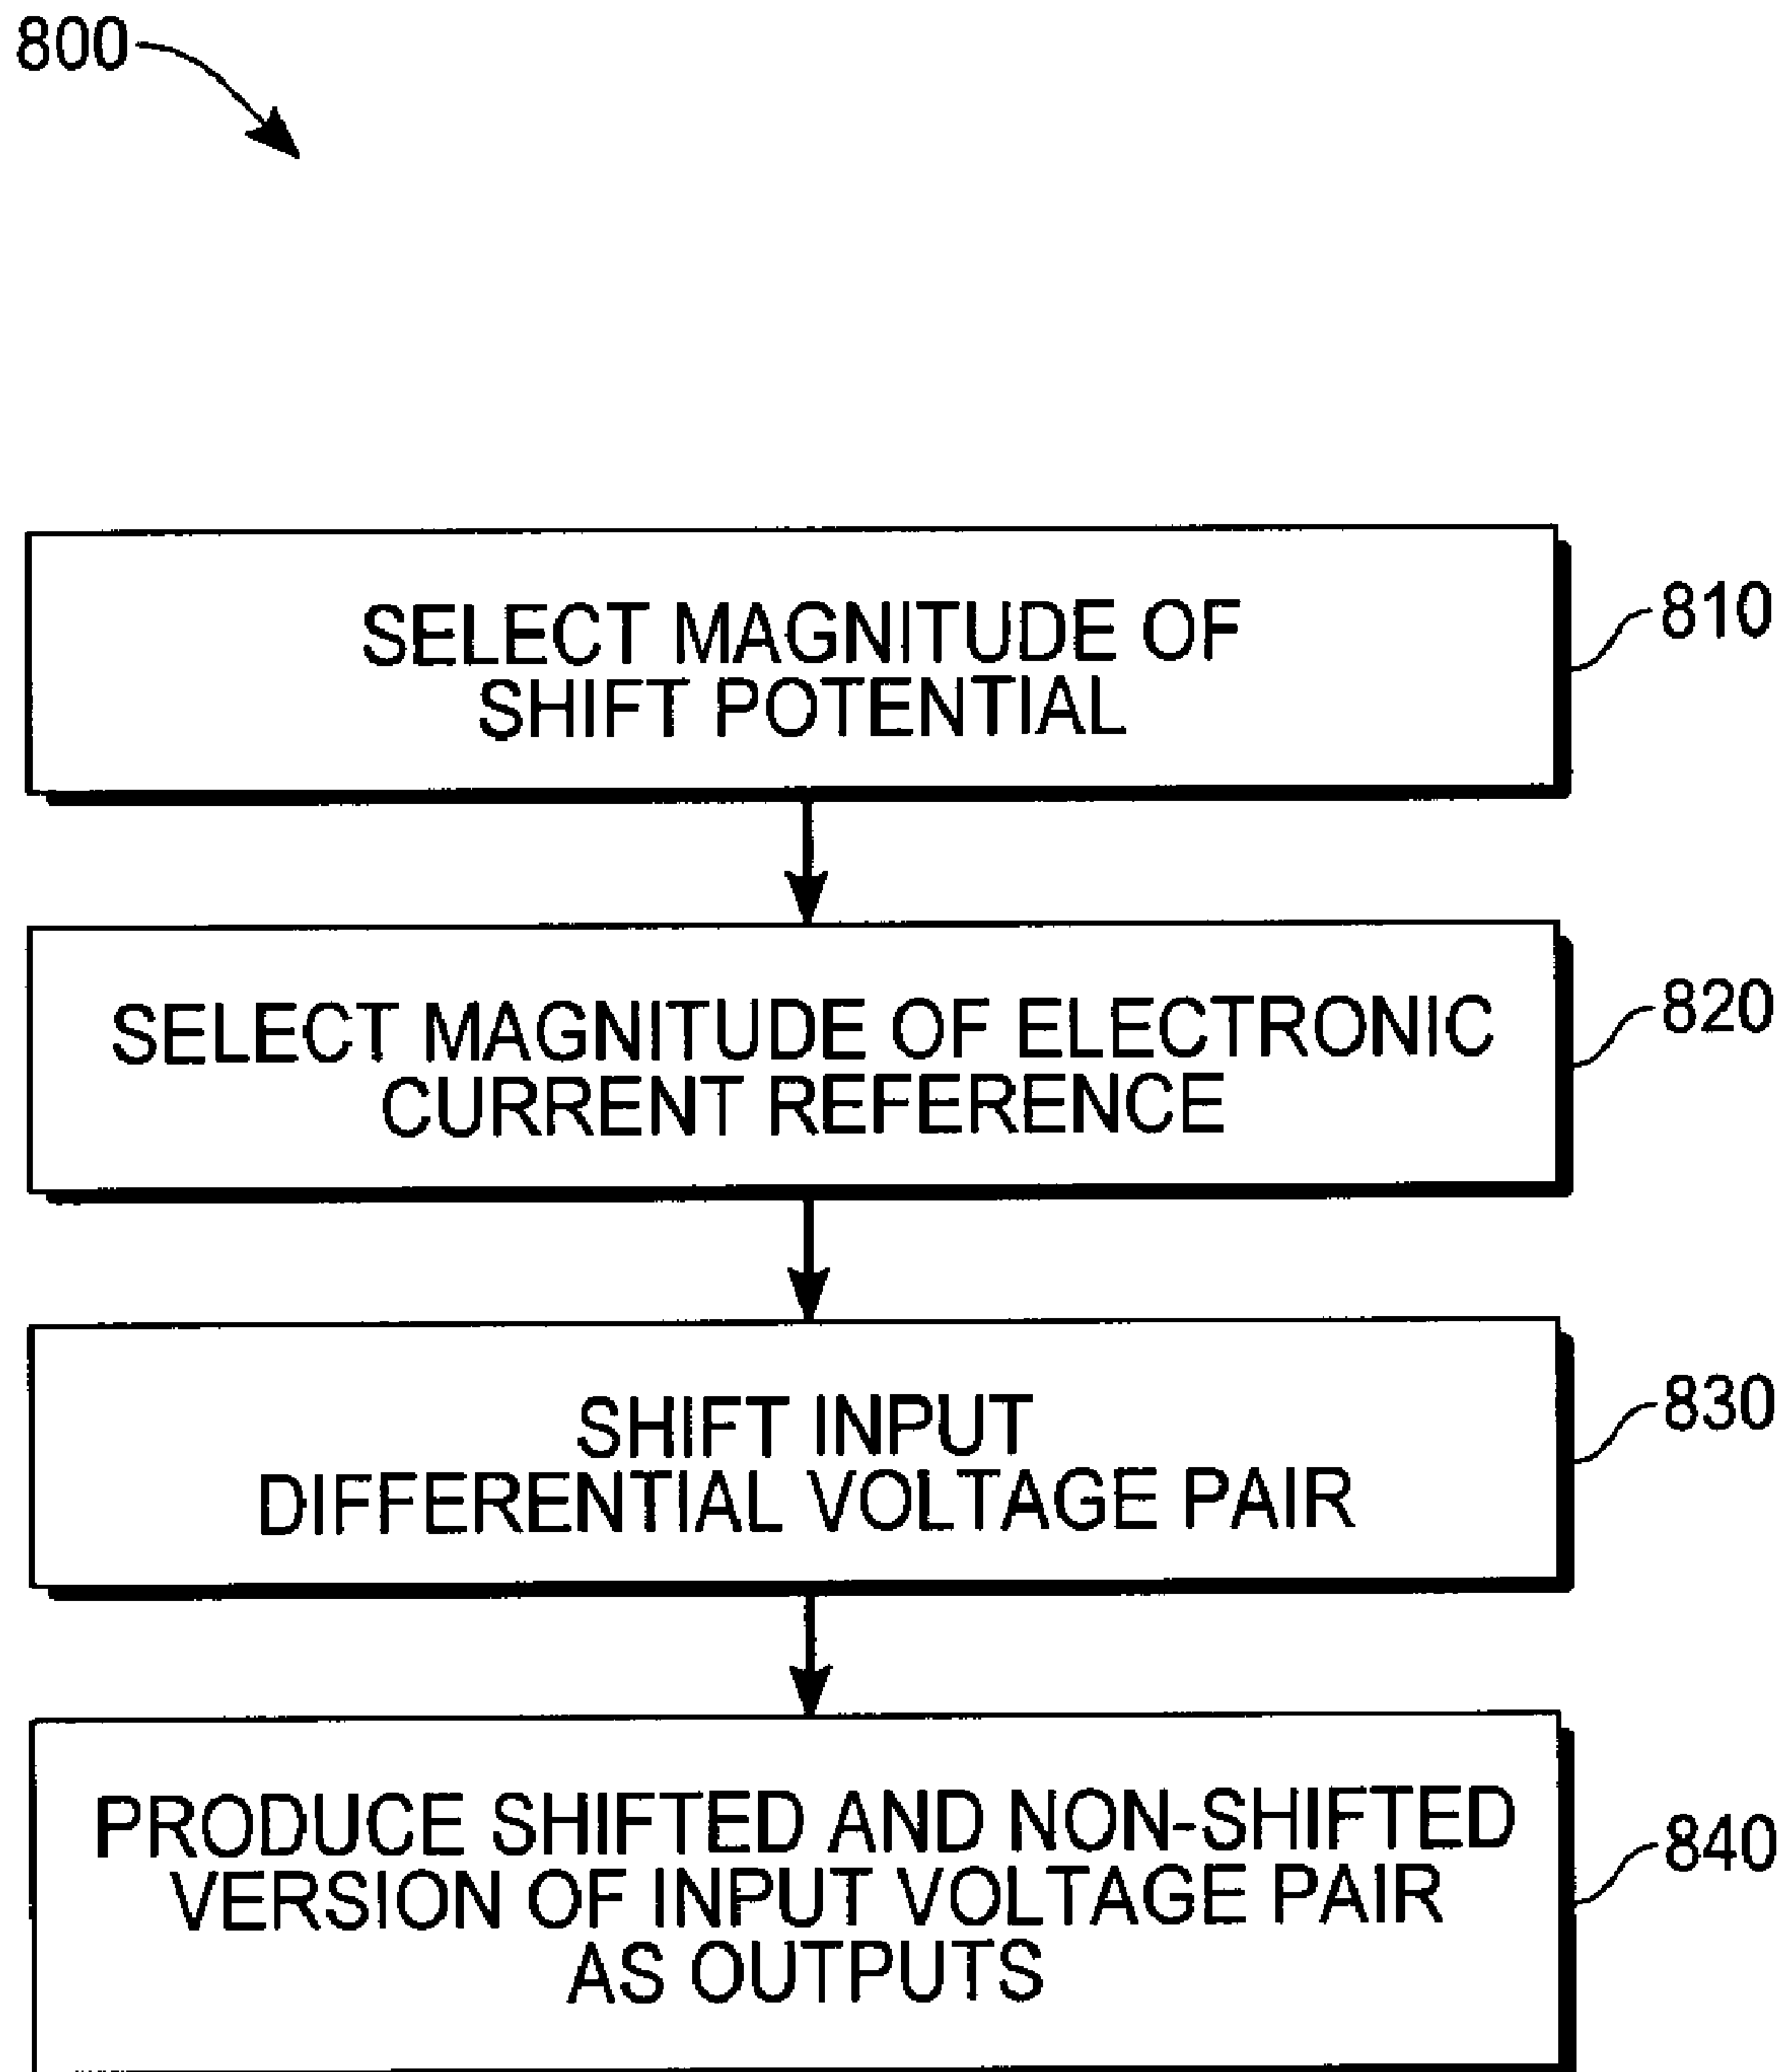 800
SELECT MAGNITUDE OF
SHIFT POTENTIAL
810
SELECT MAGNITUDE OF ELECTRONIC
CURRENT REFERENCE
820
SHIFT INPUT
DIFFERENTIAL VOLTAGE PAIR
830
PRODUCE SHIFTED AND NON-SHIFTED
VERSION OF INPUT VOLTAGE PAIR
AS OUTPUTS
840